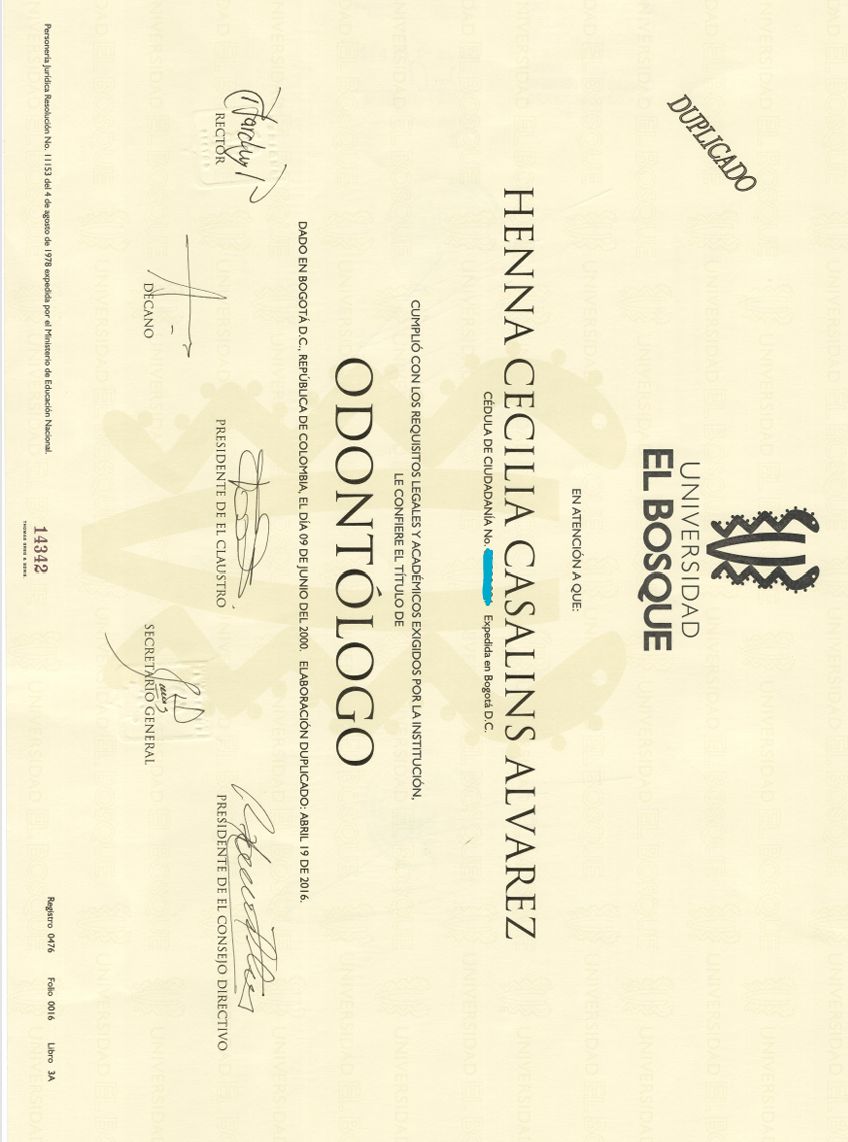 DUPLICADO
UNIVERSIDAD
EL BOSQUE
EN ATENCIÓN A QUE:
HENNA CECILIA CASALINS ALVAREZ
CÉDULA DE CIUDADANÍA No. Expedida en Bogotá D.C.
CUMPLIÓ CON LOS REQUISITOS LEGALES Y ACADÉMICOS EXIGIDOS POR LA INSTITUCIÓN,
LE CONFIERE EL TÍTULO DE
ODONTÓLOGO
DADO EN BOGOTÁ D.C., REPÚBLICA DE COLOMBIA, EL DÍA 09 DE JUNIO DEL 2000. ELABORACIÓN DUPLICADO: ABRIL 19 DE 2016.
RECTOR
PRESIDENTE DE EL CLAUSTRO
PRESIDENTE DE EL CONSEJO DIRECTIVO
DECANO
SECRETARIO GENERAL
Personería Jurídica Resolución No. 11153 del 4 de agosto de 1978 expedida por el Ministerio de Educación Nacional.
14342
Registro 0476 Folio 0016 Libro 3A